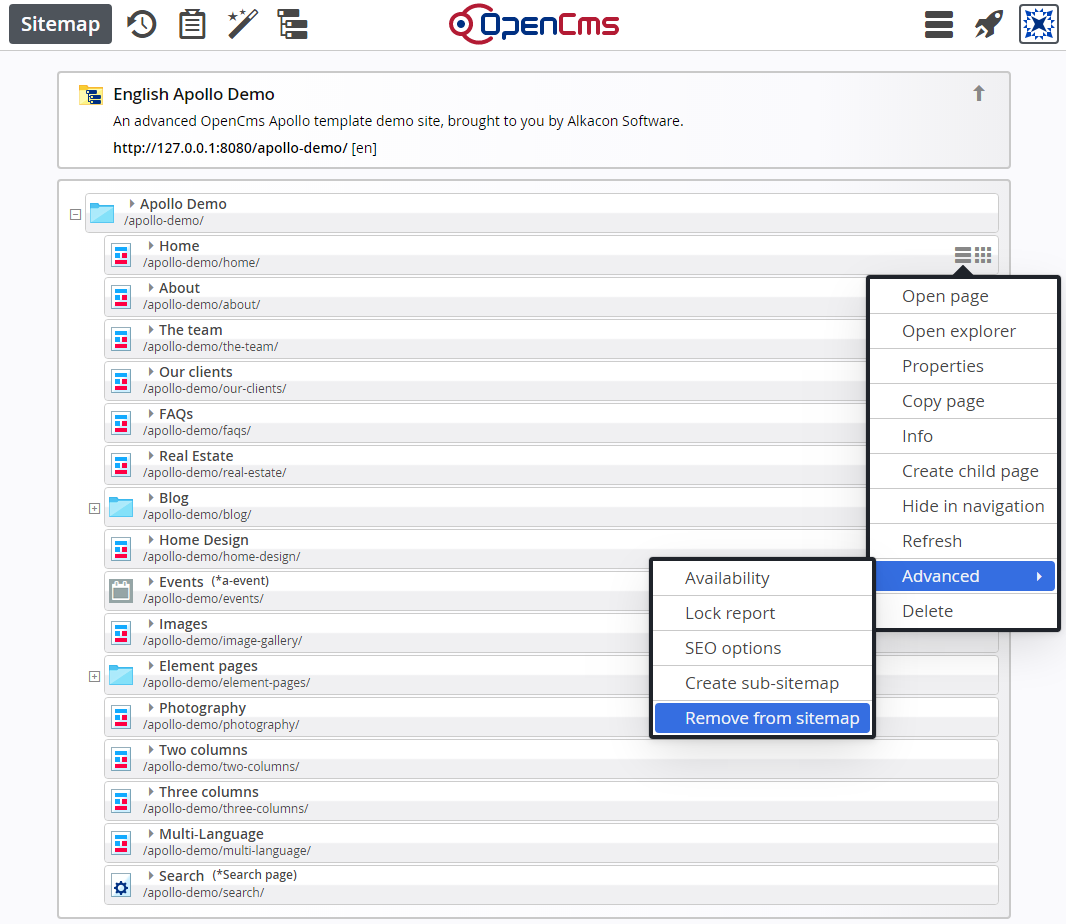 Sitemap
OpenCms
English Apollo Demo
An advanced OpenCms Apollo template demo site, brought to you by Alkacon Software.
http://127.0.0.1:8080/apollo-demo/ [en]
Apollo Demo
/apollo-demo/
Home
/apollo-demo/home/
About
/apollo-demo/about/
The team
/apollo-demo/the-team/
Our clients
/apollo-demo/our-clients/
FAQs
/apollo-demo/faqs/
Real Estate
/apollo-demo/real-estate/
Blog
/apollo-demo/blog/
Home Design
/apollo-demo/home-design/
Events (*a-event)
/apollo-demo/events/
Images
/apollo-demo/image-gallery/
Element pages
/apollo-demo/element-pages/
Photography
/apollo-demo/photography/
Two columns
/apollo-demo/two-columns/
Three columns
/apollo-demo/three-columns/
Multi-Language
/apollo-demo/multi-language/
Search (*Search page)
/apollo-demo/search/
Open page
Open explorer
Properties
Copy page
Info
Create child page
Hide in navigation
Refresh
Advanced
Delete
Availability
Lock report
SEO options
Create sub-sitemap
Remove from sitemap